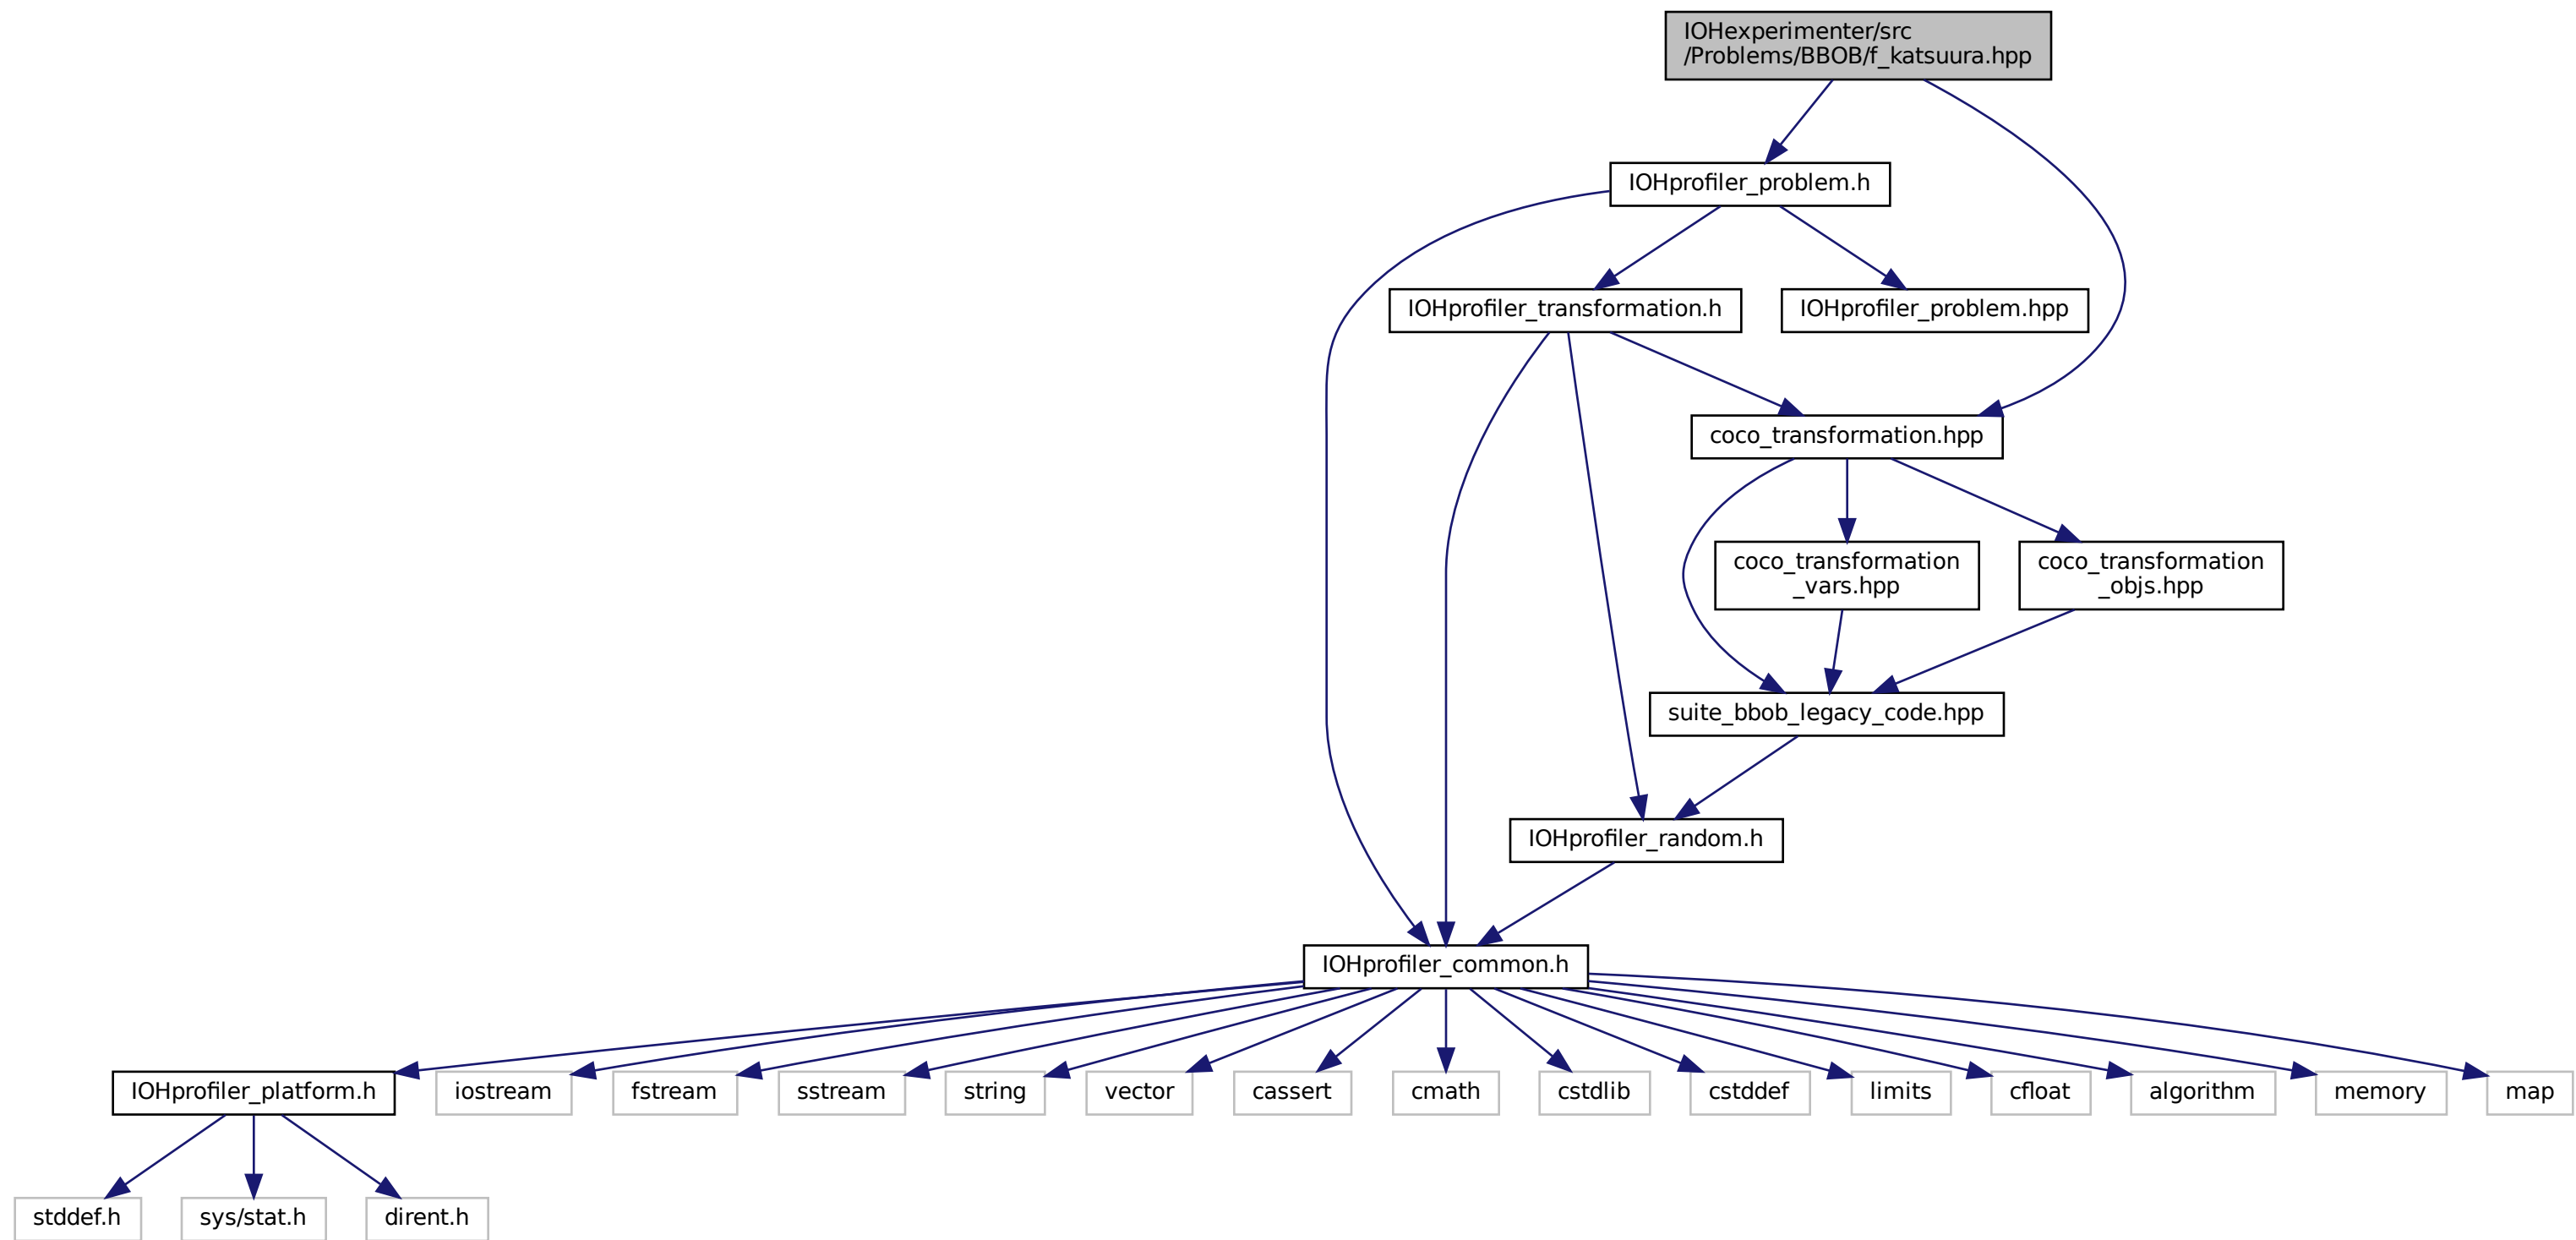 IOHexperimenter/src
/Problems/BBOB/f_katsuura.hpp
IOHprofiler_problem.h
IOHprofiler_transformation.h
IOHprofiler_problem.hpp
coco_transformation.hpp
coco_transformation
_vars.hpp
coco_transformation
_objs.hpp
suite_bbob_legacy_code.hpp
IOHprofiler_random.h
IOHprofiler_common.h
IOHprofiler_platform.h
iostream
fstream
sstream
string
vector
cassert
cmath
cstdlib
cstddef
limits
cfloat
algorithm
memory
map
stddef.h
sys/stat.h
dirent.h